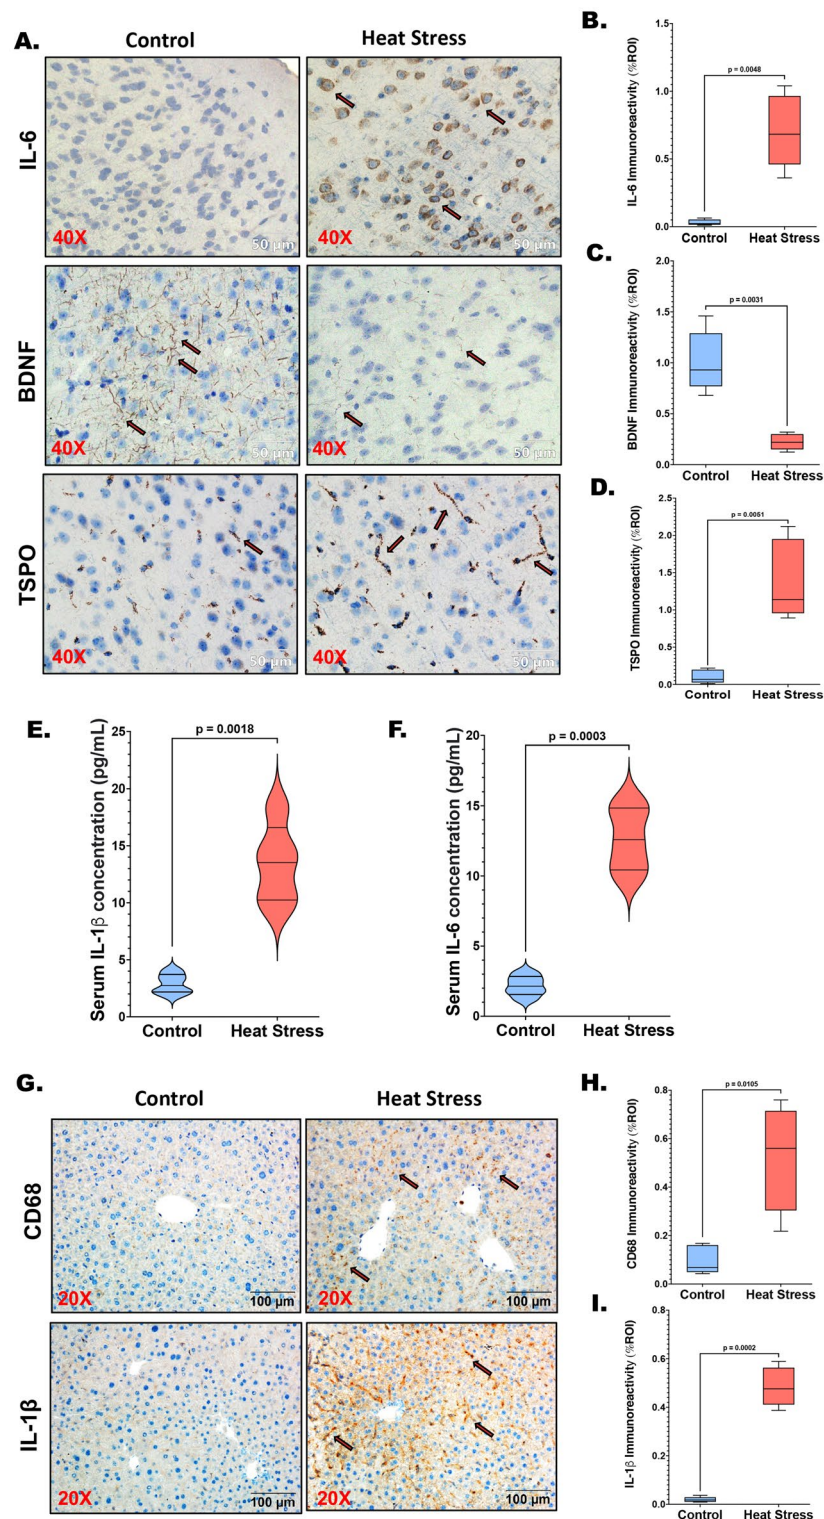 A.
Control
Heat Stress
IL-6
40X
50 µm
40X
50 µm
BDNF
40X
50 µm
40X
50 µm
TSPO
40X
50 µm
40X
50 µm
B.
IL-6 Immunoreactivity (%ROI)
1.5
1.0
0.5
0.0
p = 0.0048
Control
Heat Stress
C.
BDNF Immunoreactivity (%ROI)
2.0
1.5
1.0
0.5
0.0
p = 0.0031
Control
Heat Stress
D.
TSPO Immunoreactivity (%ROI)
2.5
2.0
1.5
1.0
0.5
0.0
p = 0.0051
Control
Heat Stress
E.
Serum IL-1β concentration (pg/mL)
25
20
15
10
5
0
p = 0.0018
Control
Heat Stress
F.
Serum IL-6 concentration (pg/mL)
20
15
10
5
0
p = 0.0003
Control
Heat Stress
G.
Control
Heat Stress
CD68
20X
100 µm
20X
100 µm
IL-1β
20X
100 µm
20X
100 µm
H.
CD68 Immunoreactivity (%ROI)
0.8
0.6
0.4
0.2
0.0
p = 0.0105
Control
Heat Stress
I.
IL-1β Immunoreactivity (%ROI)
0.8
0.6
0.4
0.2
0.0
p = 0.0002
Control
Heat Stress